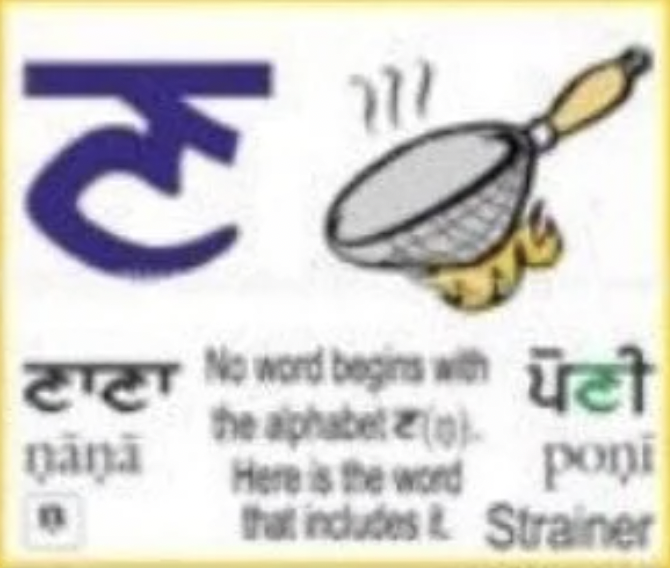 ਣ
ਣਾਣਾ
ṇāṇā
ṇ
No word begins with
the alphabet ਣ(ṇ).
Here is the word
that includes it.
ਪੋਣੀ
poṇī
Strainer